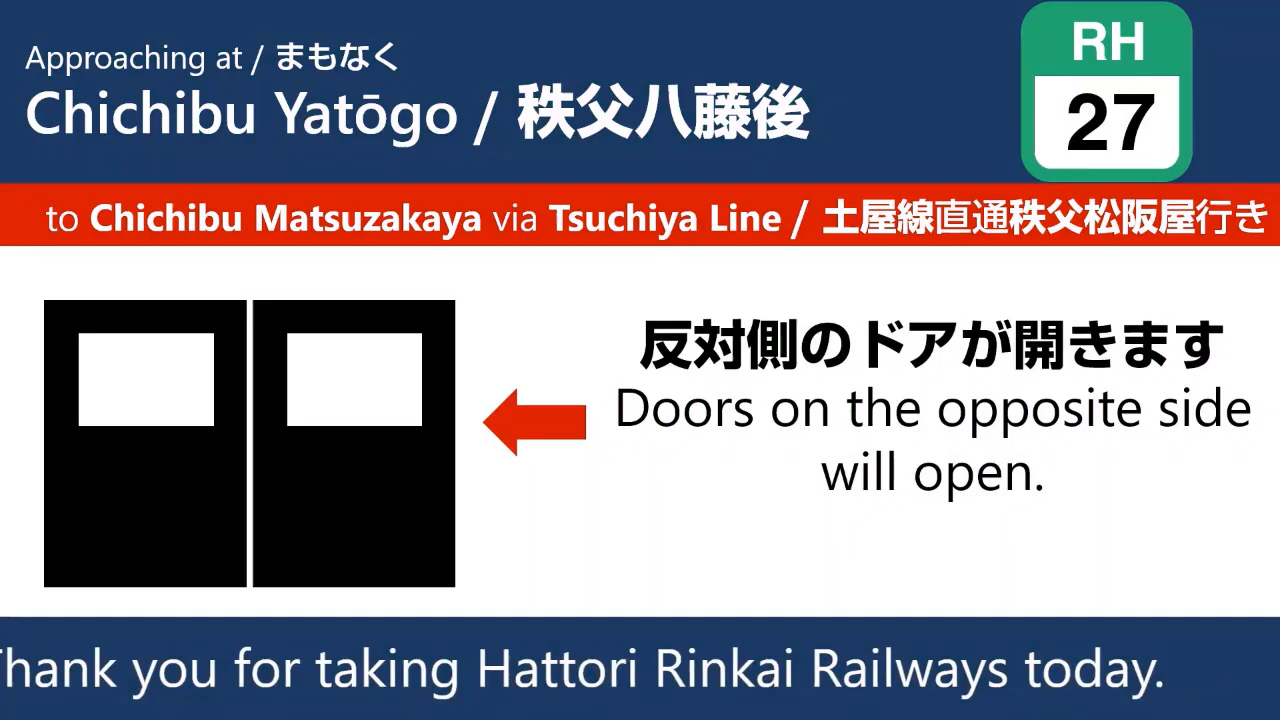 Approaching at / まもなく
Chichibu Yatōgo / 秩父八藤後
RH
27
to Chichibu Matsuzakaya via Tsuchiya Line / 土屋線直通秩父松阪屋行き
反対側のドアが開きます
Doors on the opposite side
will open.
Thank you for taking Hattori Rinkai Railways today.